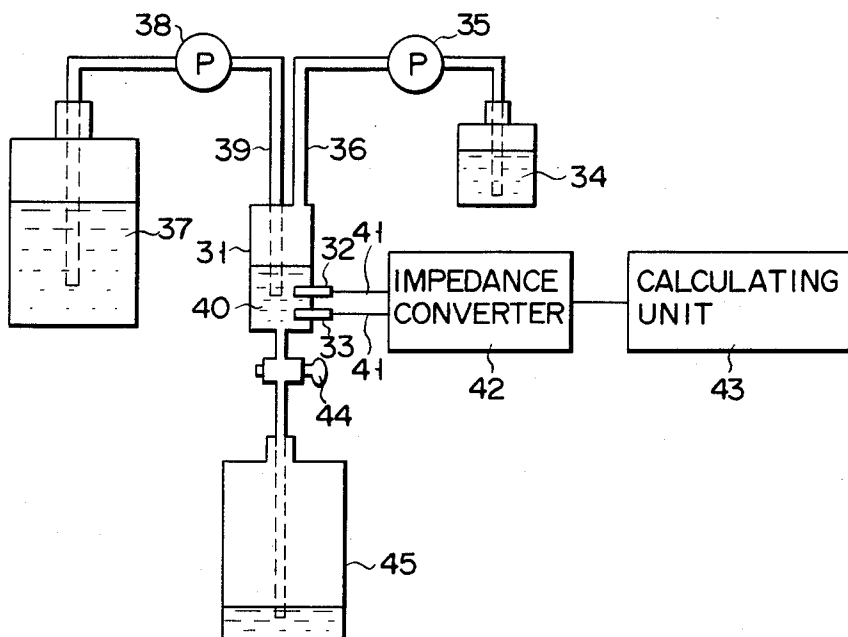 38
35
P
P
39
36
34
37
31
32
41
40
33
41
IMPEDANCE
CONVERTER
CALCULATING
UNIT
42
43
44
45